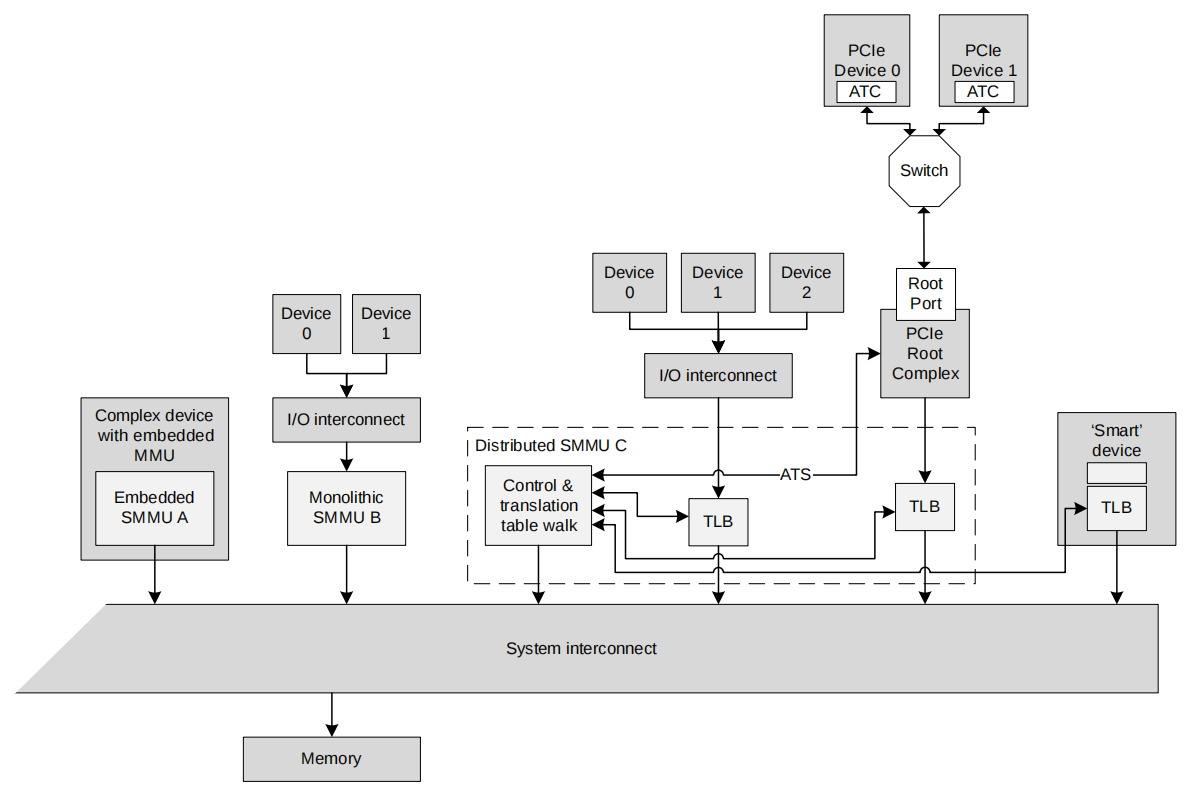 PCIe
Device 0
ATC
PCIe
Device 1
ATC
Switch
Root
Port
PCIe
Root
Complex
Device
0
Device
1
Device
2
I/O interconnect
Device
0
Device
1
I/O interconnect
Complex device
with embedded
MMU
Embedded
SMMU A
Monolithic
SMMU B
Distributed SMMU C
Control &
translation
table walk
ATS
TLB
TLB
‘Smart’
device
TLB
System interconnect
Memory